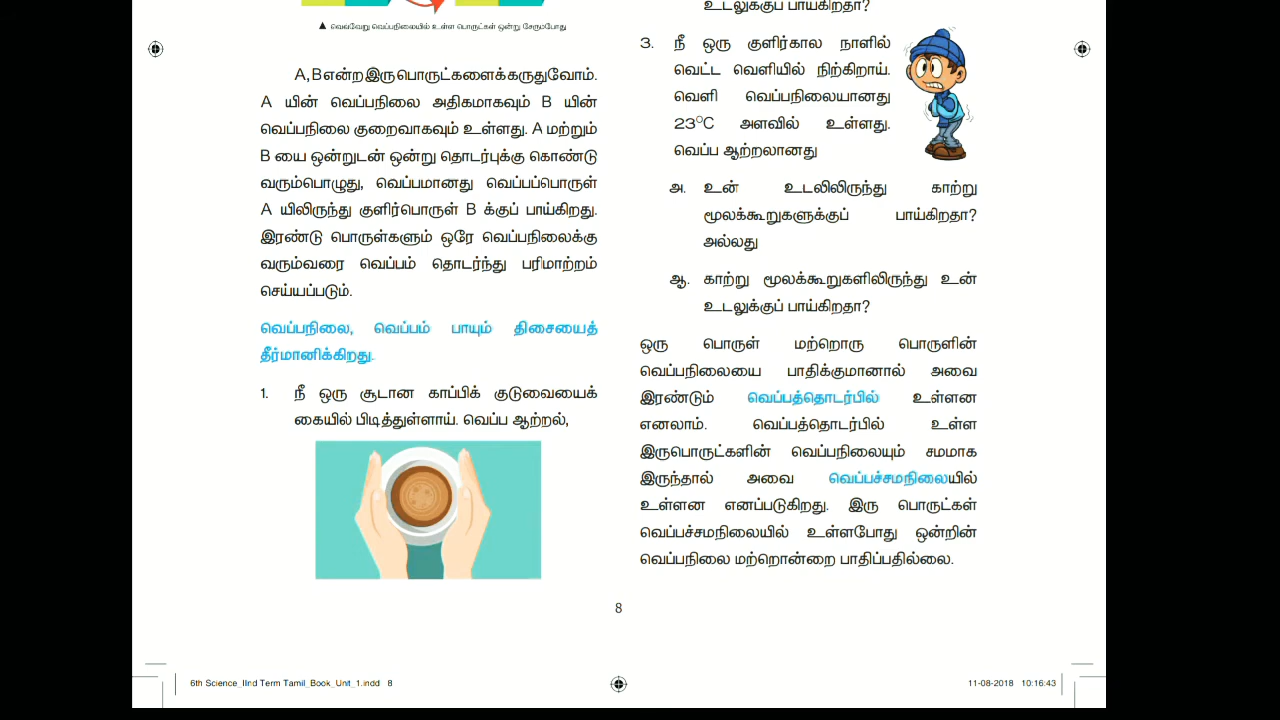 ▲ வெவ்வேறு வெப்பநிலையில் உள்ள பொருட்கள் ஒன்று சேரும்போது
A, B என்ற இரு பொருட்களைக் கருதுவோம்.
A யின் வெப்பநிலை அதிகமாகவும் B யின்
வெப்பநிலை குறைவாகவும் உள்ளது. A மற்றும்
B யை ஒன்றுடன் ஒன்று தொடர்புக்கு கொண்டு
வரும்பொழுது, வெப்பமானது வெப்பப்பொருள்
A யிலிருந்து குளிர்பொருள் B க்குப் பாய்கிறது.
இரண்டு பொருள்களும் ஒரே வெப்பநிலைக்கு
வரும்வரை வெப்பம் தொடர்ந்து பரிமாற்றம்
செய்யப்படும்.
வெப்பநிலை, வெப்பம் பாயும் திசையைத்
தீர்மானிக்கிறது.
1. நீ ஒரு சூடான காப்பிக் குடுவையைக்
கையில் பிடித்துள்ளாய். வெப்ப ஆற்றல்,
உடலுக்குப் பாய்கிறதா?
3. நீ ஒரு குளிர்கால நாளில்
வெட்ட வெளியில் நிற்கிறாய்.
வெளி வெப்பநிலையானது
23⁰C அளவில் உள்ளது.
வெப்ப ஆற்றலானது
அ. உன் உடலிலிருந்து காற்று
மூலக்கூறுகளுக்குப் பாய்கிறதா?
அல்லது
ஆ. காற்று மூலக்கூறுகளிலிருந்து உன்
உடலுக்குப் பாய்கிறதா?
ஒரு பொருள் மற்றொரு பொருளின்
வெப்பநிலையை பாதிக்குமானால் அவை
இரண்டும் வெப்பத்தொடர்பில் உள்ளன
எனலாம். வெப்பத்தொடர்பில் உள்ள
இருபொருட்களின் வெப்பநிலையும் சமமாக
இருந்தால் அவை வெப்பச்சமநிலையில்
உள்ளன எனப்படுகிறது. இரு பொருட்கள்
வெப்பச்சமநிலையில் உள்ளபோது ஒன்றின்
வெப்பநிலை மற்றொன்றை பாதிப்பதில்லை.
8
6th Science_IInd Term Tamil_Book_Unit_1.indd 8
11-08-2018 10:16:43